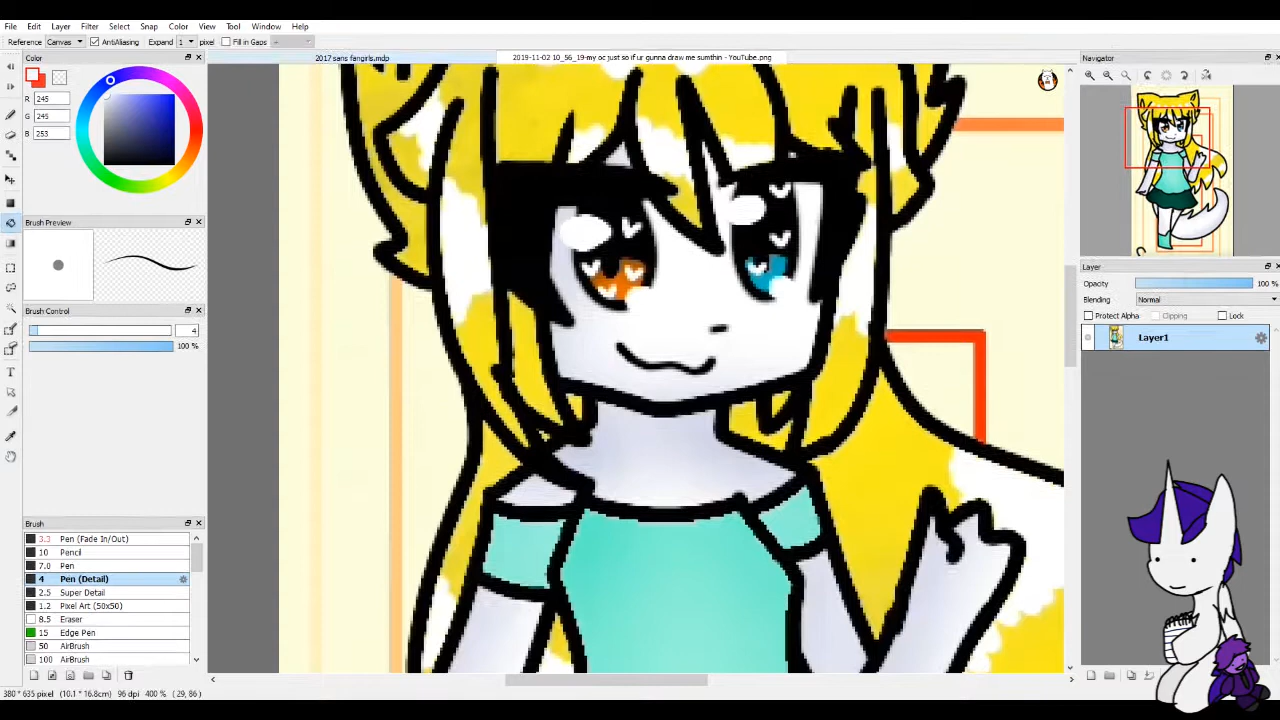 File Edit Layer Filter Select Snap Color View Tool Window Help
Reference Canvas AntiAliasing Expand 1 pixel Fill in Gaps
Color
2017 sans fangirls.mdp
2019-11-02 10_56_19-my oc just so if ur gunna draw me sumthin - YouTube.png
Navigator
R 245
G 245
B 253
Brush Preview
Brush Control
4
100 %
Layer
Opacity 100 %
Blending Normal
Protect Alpha Clipping Lock
Layer1
Brush
3.3 Pen (Fade In/Out)
10 Pencil
7.0 Pen
4 Pen (Detail)
2.5 Super Detail
1.2 Pixel Art (50x50)
8.5 Eraser
15 Edge Pen
50 AirBrush
100 AirBrush
380 * 635 pixel (10.1 * 16.8cm) 96 dpi 400 % ( 29, 86 )